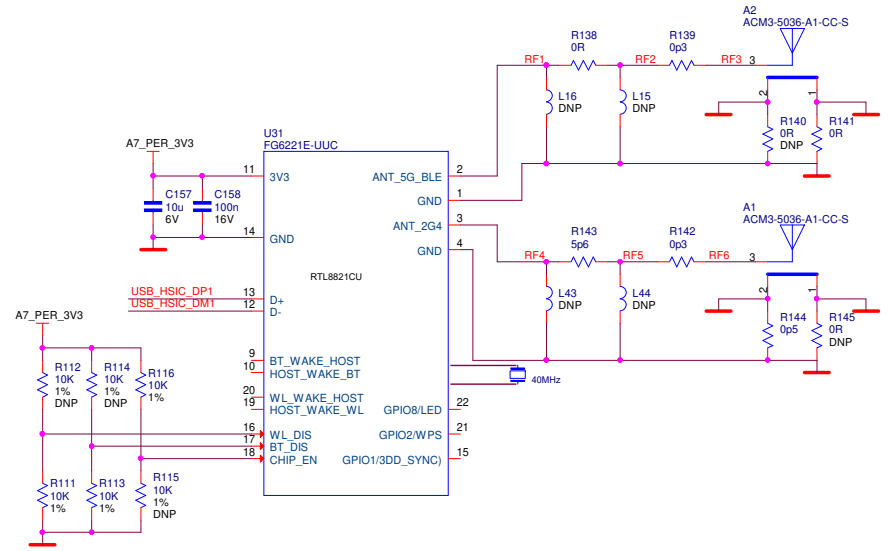 A2
ACM3-5036-A1-CC-S
R138
0R
R139
0p3
RF1
RF2
RF3
3
L16
DNP
L15
DNP
2
1
R140
0R
DNP
R141
0R
U31
FG6221E-UUC
A7_PER_3V3
11
3V3
ANT_5G_BLE
2
C157
10u
6V
C158
100n
16V
GND
1
ANT_2G4
3
14
GND
GND
4
A1
ACM3-5036-A1-CC-S
R143
5p6
R142
0p3
RF4
RF5
RF6
3
RTL8821CU
L43
DNP
L44
DNP
2
1
R144
0p5
R145
0R
DNP
USB_HSIC_DP1
13
D+
USB_HSIC_DM1
12
D-
A7_PER_3V3
9
BT_WAKE_HOST
10
HOST_WAKE_BT
R112
10K
1%
DNP
R114
10K
1%
DNP
R116
10K
1%
40MHz
20
WL_WAKE_HOST
19
HOST_WAKE_WL
GPIO8/LED
22
16
WL_DIS
GPIO2/WPS
21
17
BT_DIS
18
CHIP_EN
GPIO1/3DD_SYNC)
15
R111
10K
1%
R113
10K
1%
R115
10K
1%
DNP